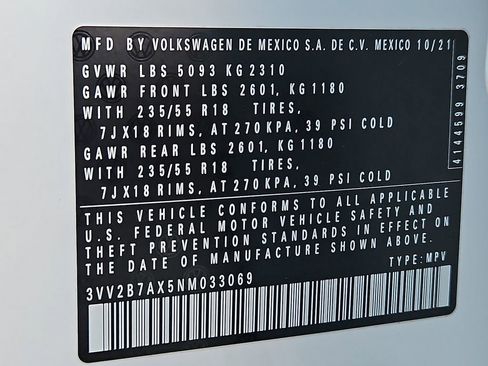 MFD BY VOLKSWAGEN DE MEXICO S.A. DE C.V. MEXICO 10/21
GVWR LBS 5093 KG 2310
GAWR FRONT LBS 2601, KG 1180
WITH 235/55 R18 TIRES,
7JX18 RIMS, AT 270 KPA, 39 PSI COLD
GAWR REAR LBS 2601, KG 1180
WITH 235/55 R18 TIRES,
7JX18 RIMS, AT 270 KPA, 39 PSI COLD
THIS VEHICLE CONFORMS TO ALL APPLICABLE
U.S. FEDERAL MOTOR VEHICLE SAFETY AND
THEFT PREVENTION STANDARDS IN EFFECT ON
THE DATE OF MANUFACTURE SHOWN ABOVE.
3VV2B7AX5NM033069 TYPE: MPV
4144599 3709